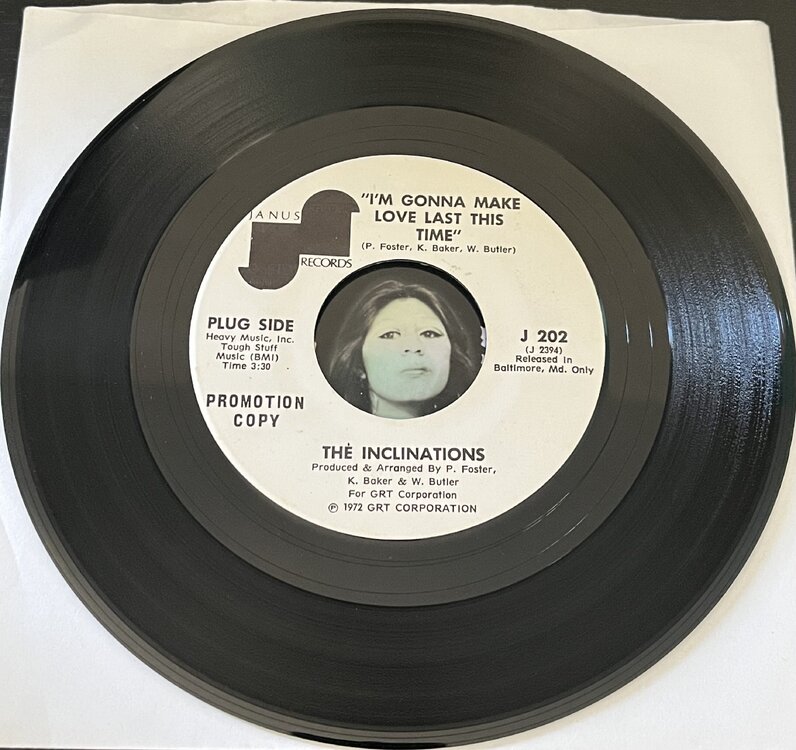 JANUS
RECORDS
"I'M GONNA MAKE
LOVE LAST THIS
TIME"
(P. Foster, K. Baker, W. Butler)
PLUG SIDE
Heavy Music, Inc.
Tough Stuff
Music (BMI)
Time 3:30
PROMOTION
COPY
J 202
(J 2394)
Released in
Baltimore, Md. Only
THE INCLINATIONS
Produced & Arranged By P. Foster,
K. Baker & W. Butler
For GRT Corporation
℗ 1972 GRT CORPORATION